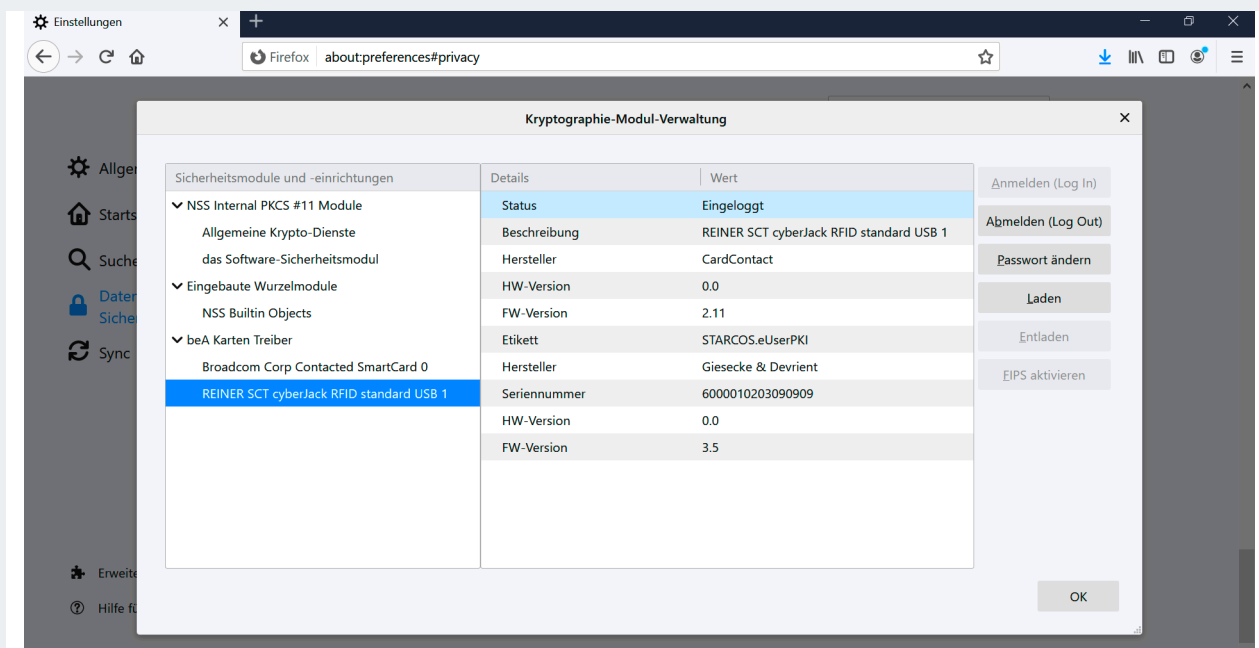 Einstellungen
Firefox about:preferences#privacy
Kryptographie-Modul-Verwaltung
Allger
Starts
Suche
Daten
Sicher
Sync
Erweite
Hilfe fü
Sicherheitsmodule und -einrichtungen
NSS Internal PKCS #11 Module
Allgemeine Krypto-Dienste
das Software-Sicherheitsmodul
Eingebaute Wurzelmodule
NSS Builtin Objects
beA Karten Treiber
Broadcom Corp Contacted SmartCard 0
REINER SCT cyberJack RFID standard USB 1
Details Wert
Status Eingeloggt
Beschreibung REINER SCT cyberJack RFID standard USB 1
Hersteller CardContact
HW-Version 0.0
FW-Version 2.11
Etikett STARCOS.eUserPKI
Hersteller Giesecke & Devrient
Seriennummer 6000010203090909
HW-Version 0.0
FW-Version 3.5
Anmelden (Log In)
Abmelden (Log Out)
Passwort ändern
Laden
Entladen
FIPS aktivieren
OK